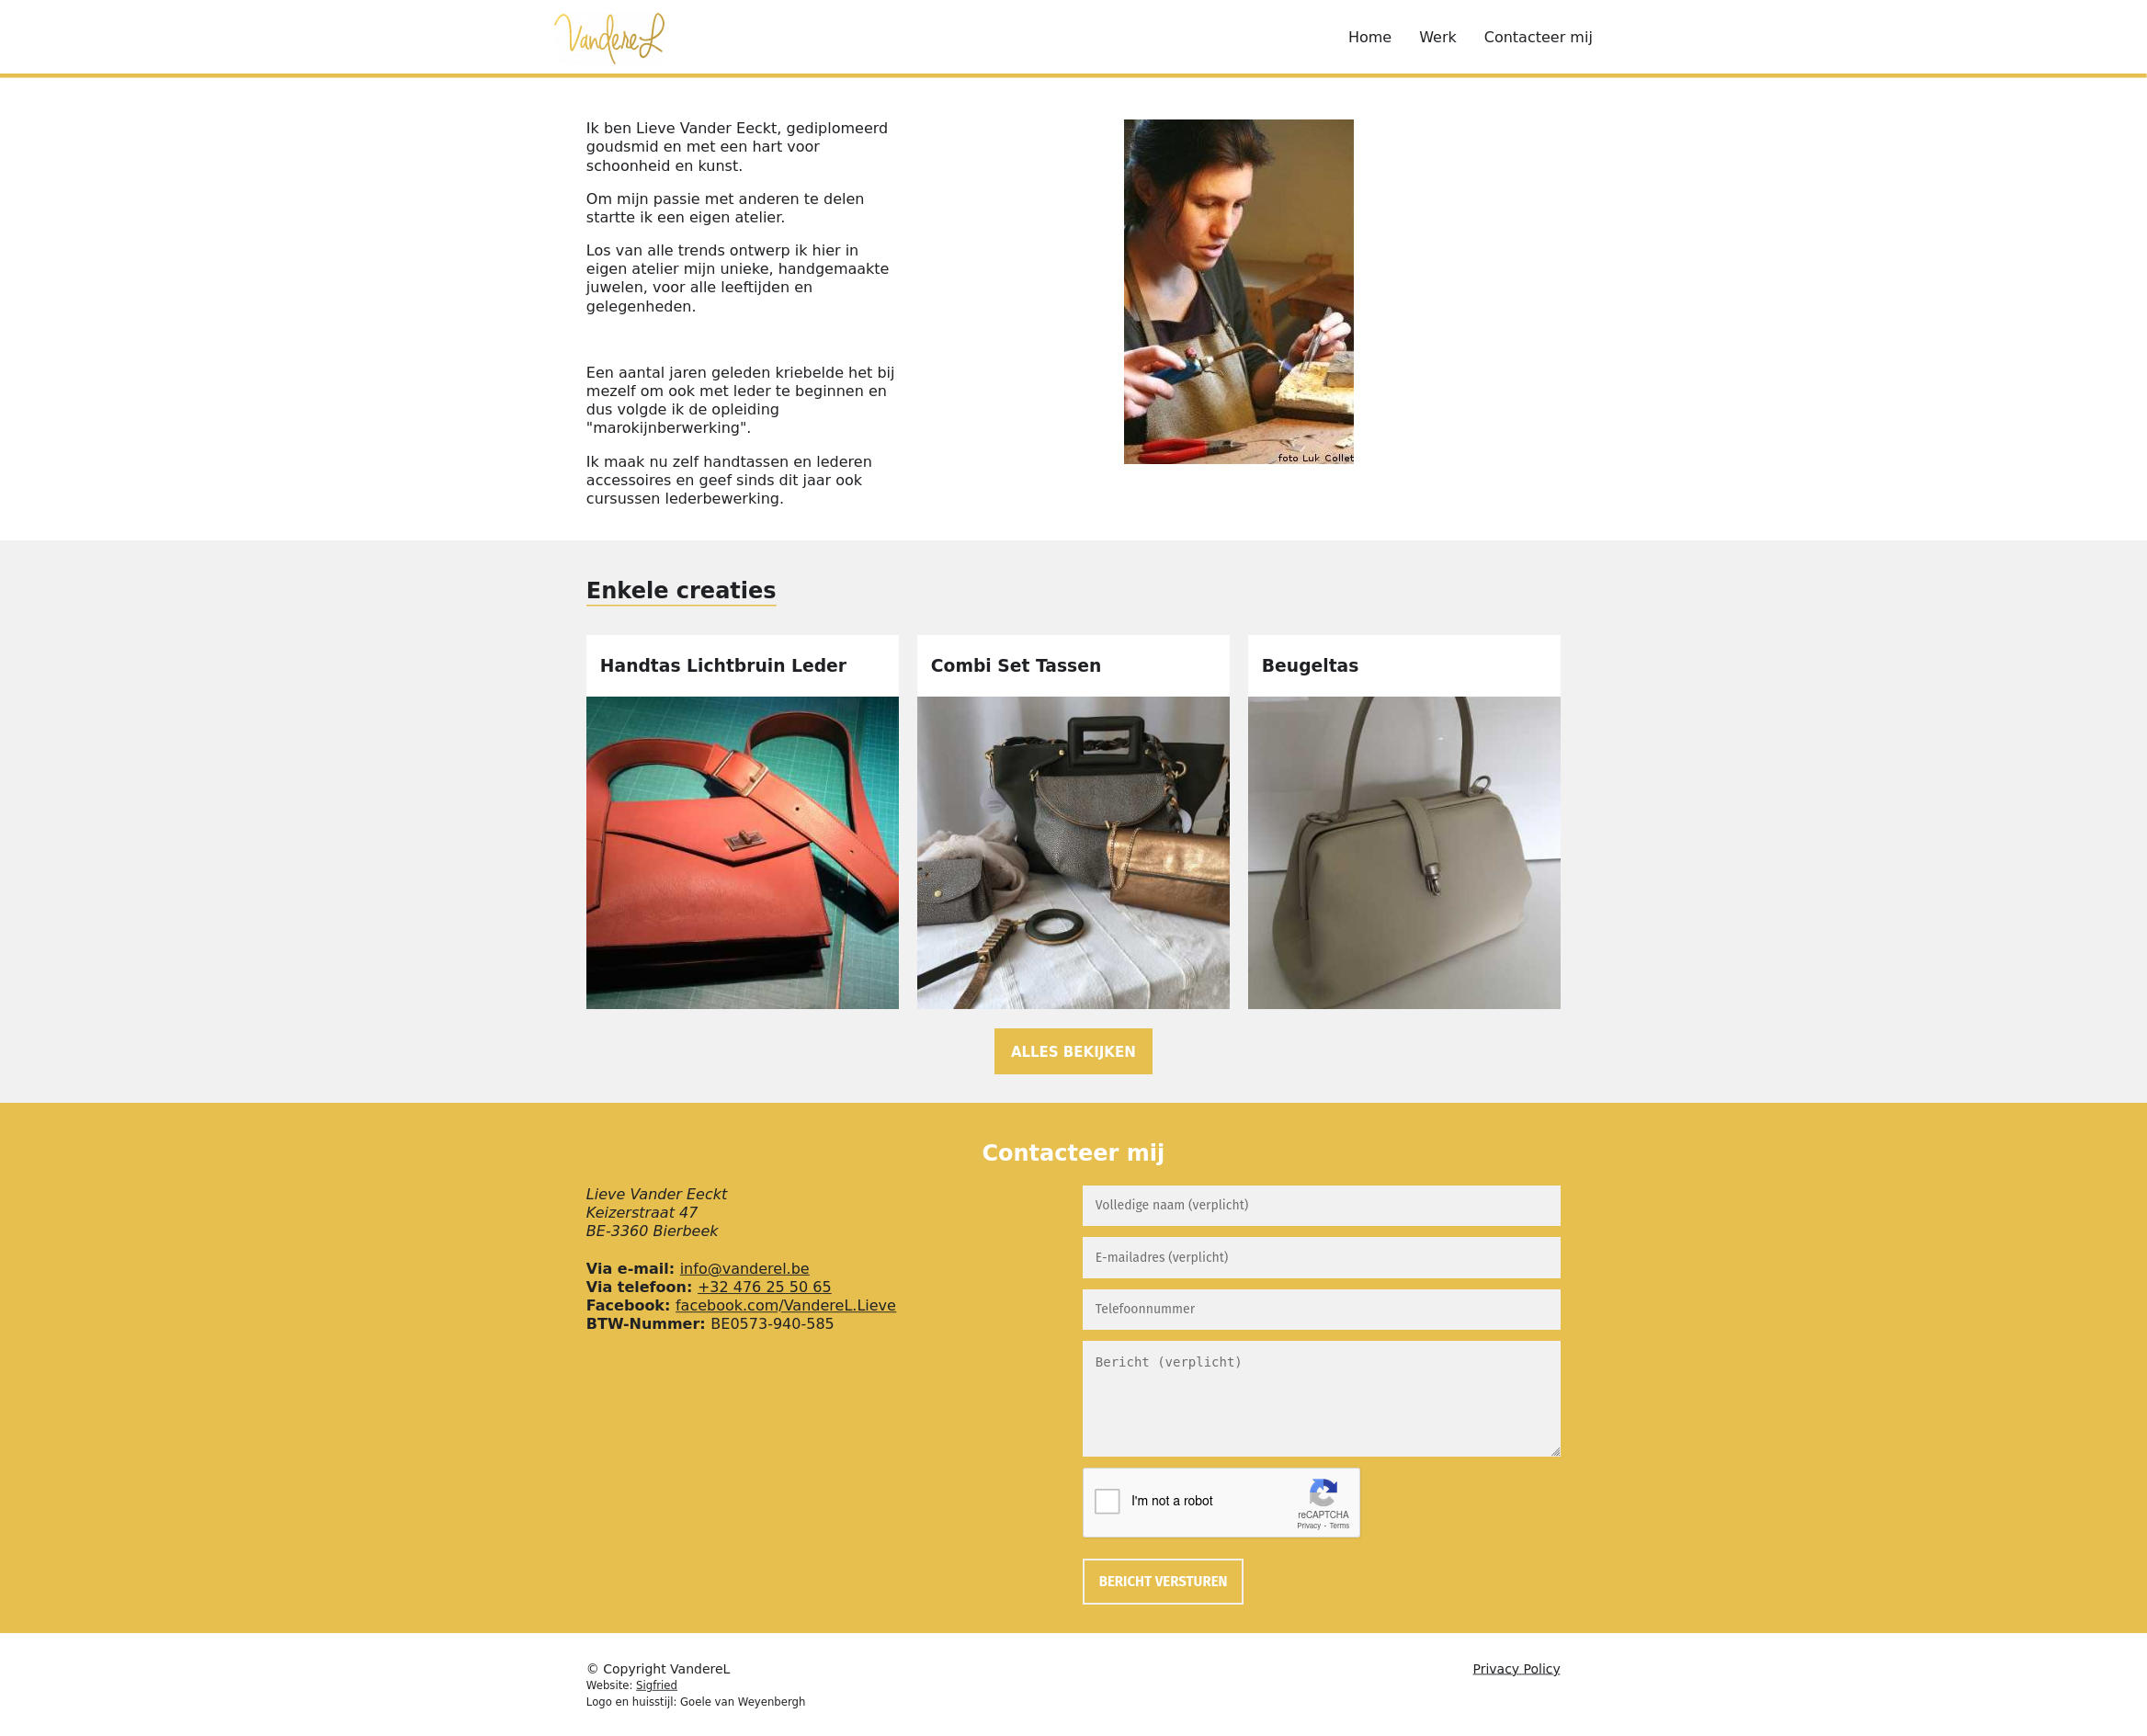 VandereL
Home
Werk
Contacteer mij
Ik ben Lieve Vander Eeckt, gediplomeerd
goudsmid en met een hart voor
schoonheid en kunst.
Om mijn passie met anderen te delen
startte ik een eigen atelier.
Los van alle trends ontwerp ik hier in
eigen atelier mijn unieke, handgemaakte
juwelen, voor alle leeftijden en
gelegenheden.
Een aantal jaren geleden kriebelde het bij
mezelf om ook met leder te beginnen en
dus volgde ik de opleiding
"marokijnberwerking".
Ik maak nu zelf handtassen en lederen
accessoires en geef sinds dit jaar ook
cursussen lederbewerking.
foto Luk Collet
Enkele creaties
Handtas Lichtbruin Leder
Combi Set Tassen
Beugeltas
ALLES BEKIJKEN
Contacteer mij
Lieve Vander Eeckt
Keizerstraat 47
BE-3360 Bierbeek
Via e-mail: info@vanderel.be
Via telefoon: +32 476 25 50 65
Facebook: facebook.com/VandereL.Lieve
BTW-Nummer: BE0573-940-585
Volledige naam (verplicht)
E-mailadres (verplicht)
Telefoonnummer
Bericht (verplicht)
I'm not a robot
reCAPTCHA
Privacy - Terms
BERICHT VERSTUREN
© Copyright VandereL
Website: Sigfried
Logo en huisstijl: Goele van Weyenbergh
Privacy Policy